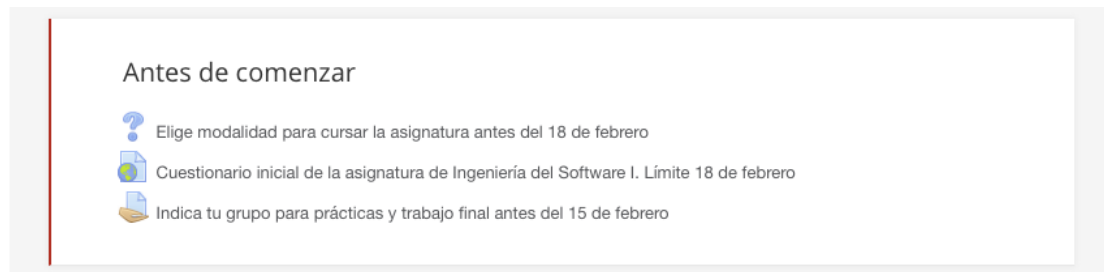 Antes de comenzar
Elige modalidad para cursar la asignatura antes del 18 de febrero
Cuestionario inicial de la asignatura de Ingeniería del Software I. Límite 18 de febrero
Indica tu grupo para prácticas y trabajo final antes del 15 de febrero